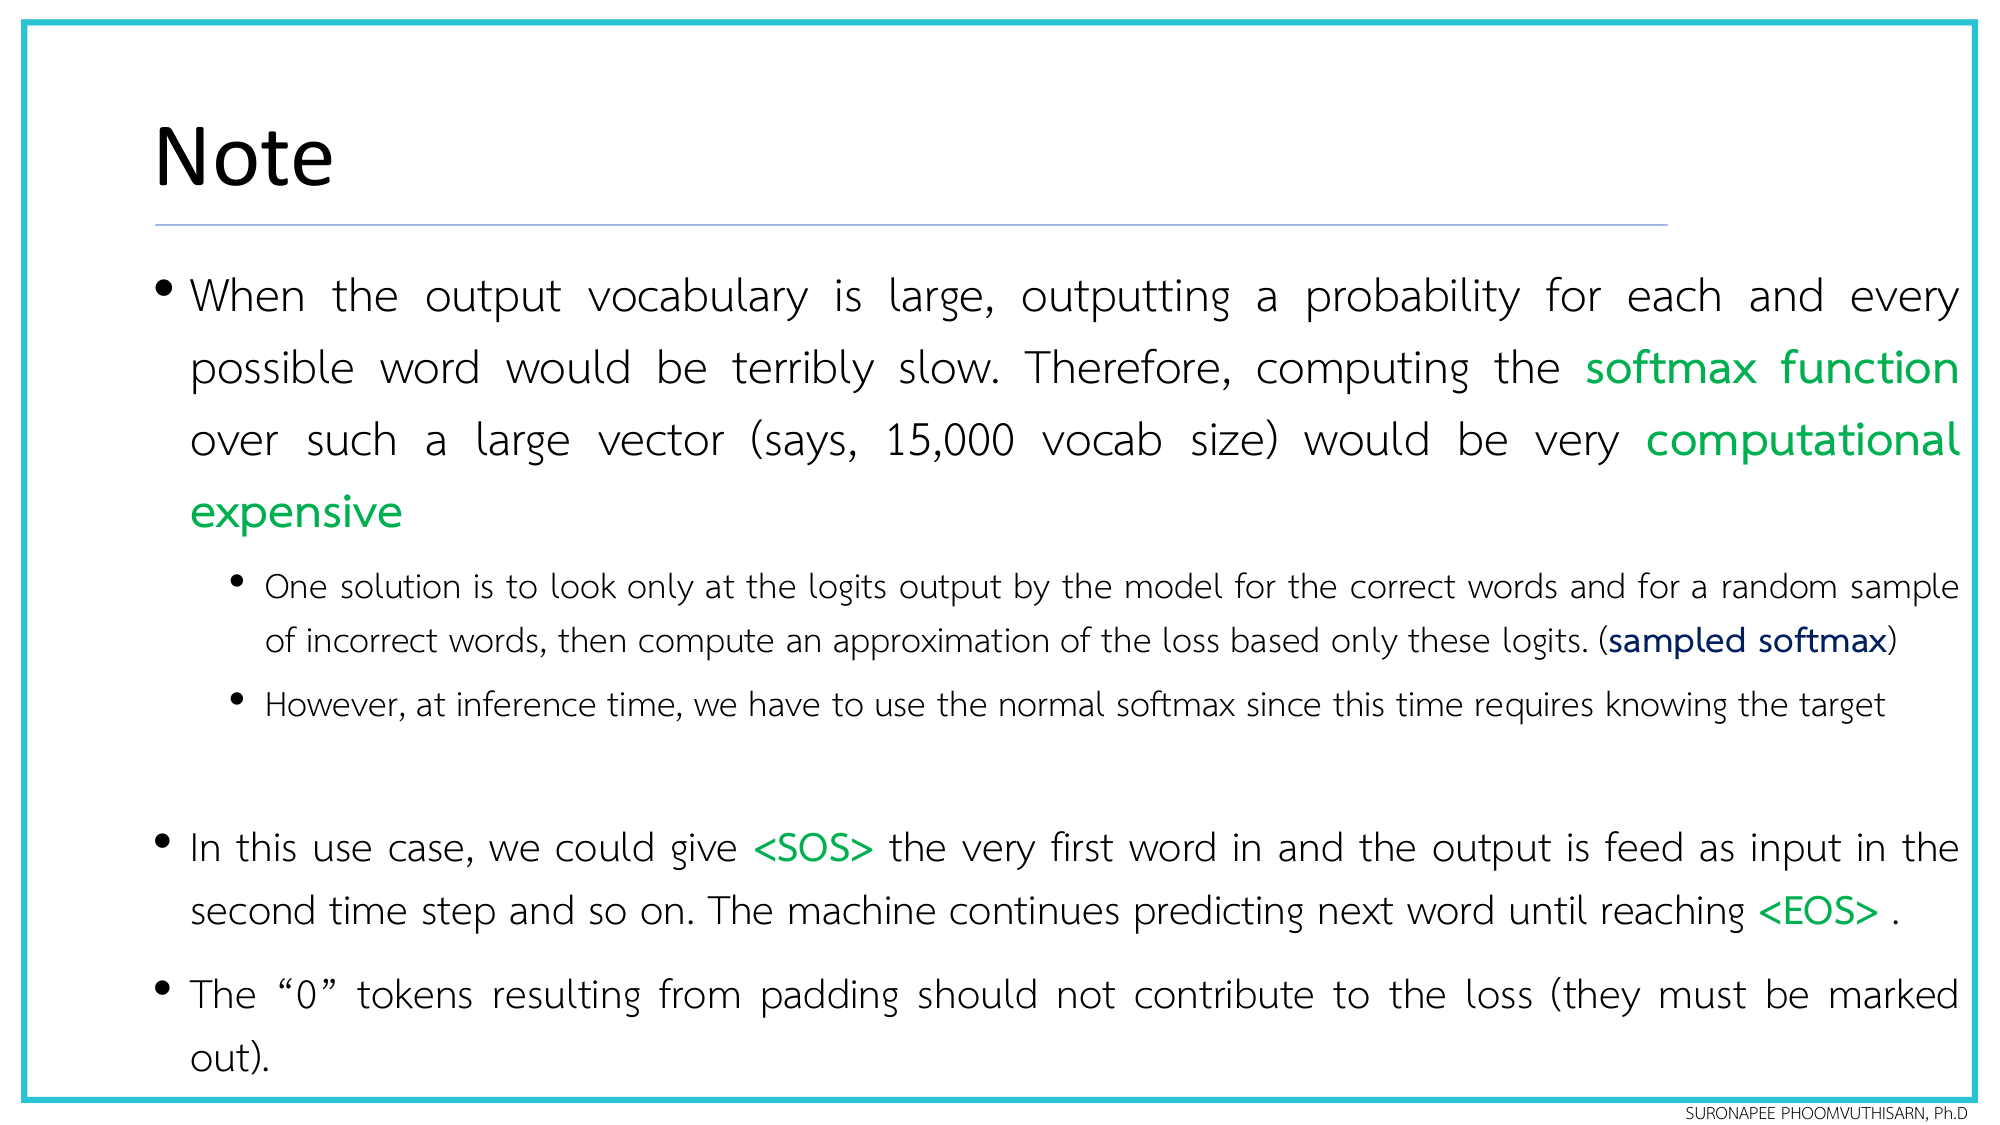 Note
• When the output vocabulary is large, outputting a probability for each and every
possible word would be terribly slow. Therefore, computing the softmax function
over such a large vector (says, 15,000 vocab size) would be very computational
expensive
• One solution is to look only at the logits output by the model for the correct words and for a random sample
of incorrect words, then compute an approximation of the loss based only these logits. (sampled softmax)
• However, at inference time, we have to use the normal softmax since this time requires knowing the target
• In this use case, we could give <SOS> the very first word in and the output is feed as input in the
second time step and so on. The machine continues predicting next word until reaching <EOS> .
• The “0” tokens resulting from padding should not contribute to the loss (they must be marked
out).
SURONAPEE PHOOMVUTHISARN, Ph.D